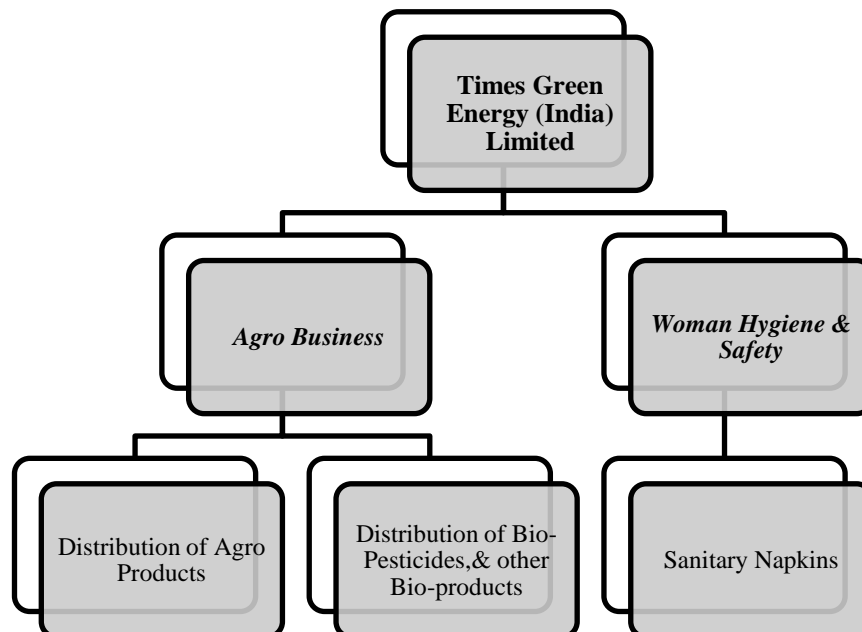 Times Green
Energy (India)
Limited
Agro Business
Woman Hygiene &
Safety
Distribution of Agro
Products
Distribution of Bio-
Pesticides,& other
Bio-products
Sanitary Napkins